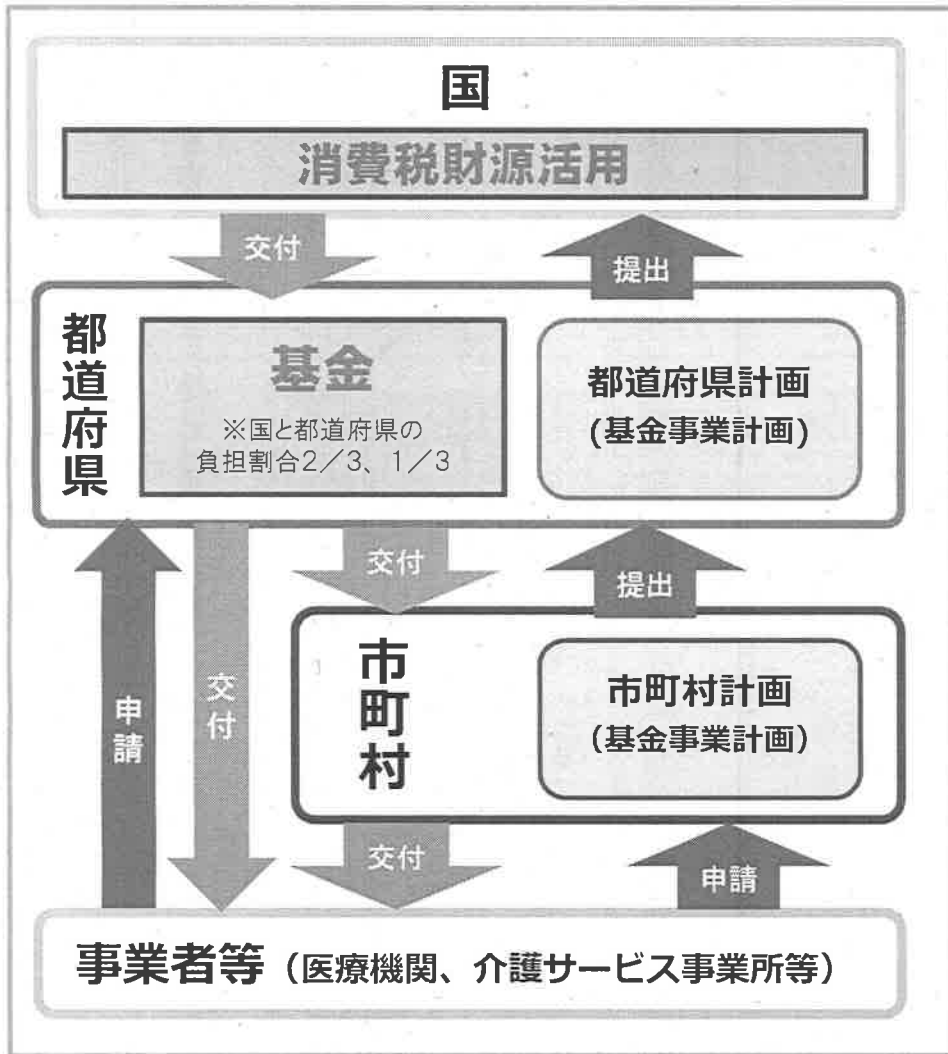 国
消費税財源活用
交付
提出
都道府県
基金
※国と都道府県の
負担割合2／3、1／3
都道府県計画
(基金事業計画)
交付
提出
申請
交付
市町村
市町村計画
（基金事業計画）
交付
申請
事業者等（医療機関、介護サービス事業所等）